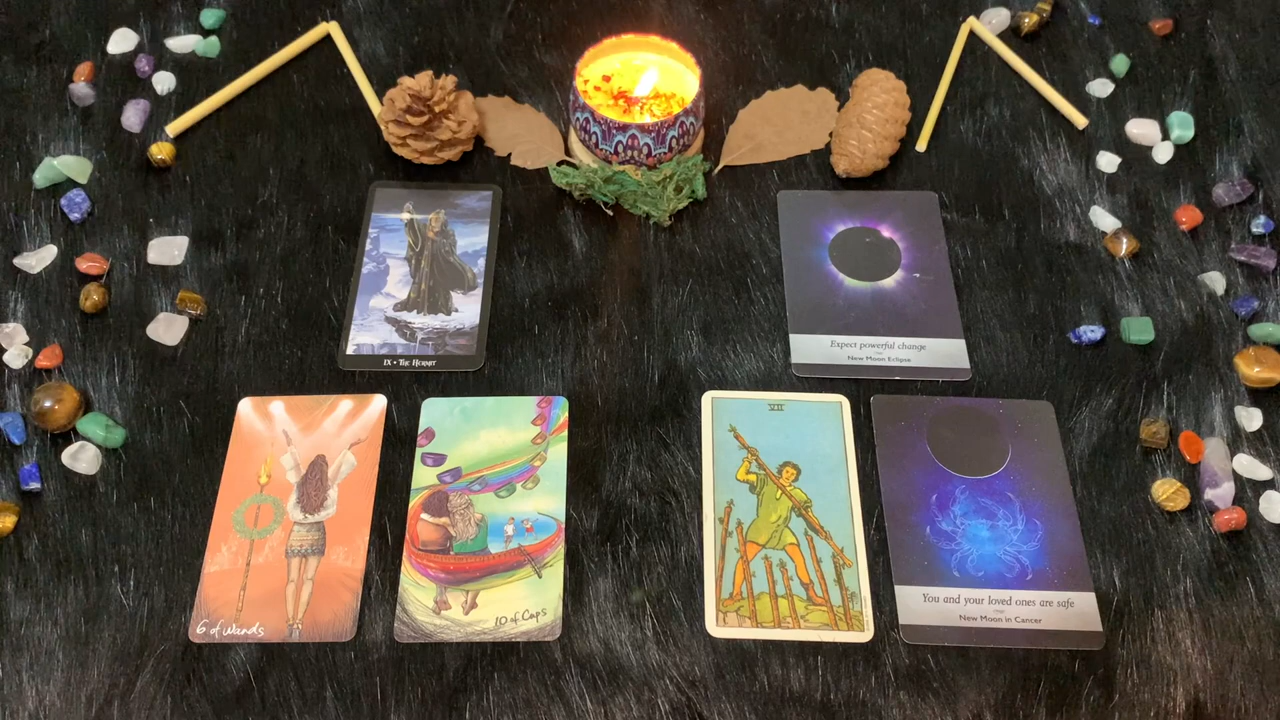 IX • THE HERMIT
Expect powerful change
New Moon Eclipse
6 of Wands
10 of Cups
VII
You and your loved ones are safe
New Moon in Cancer